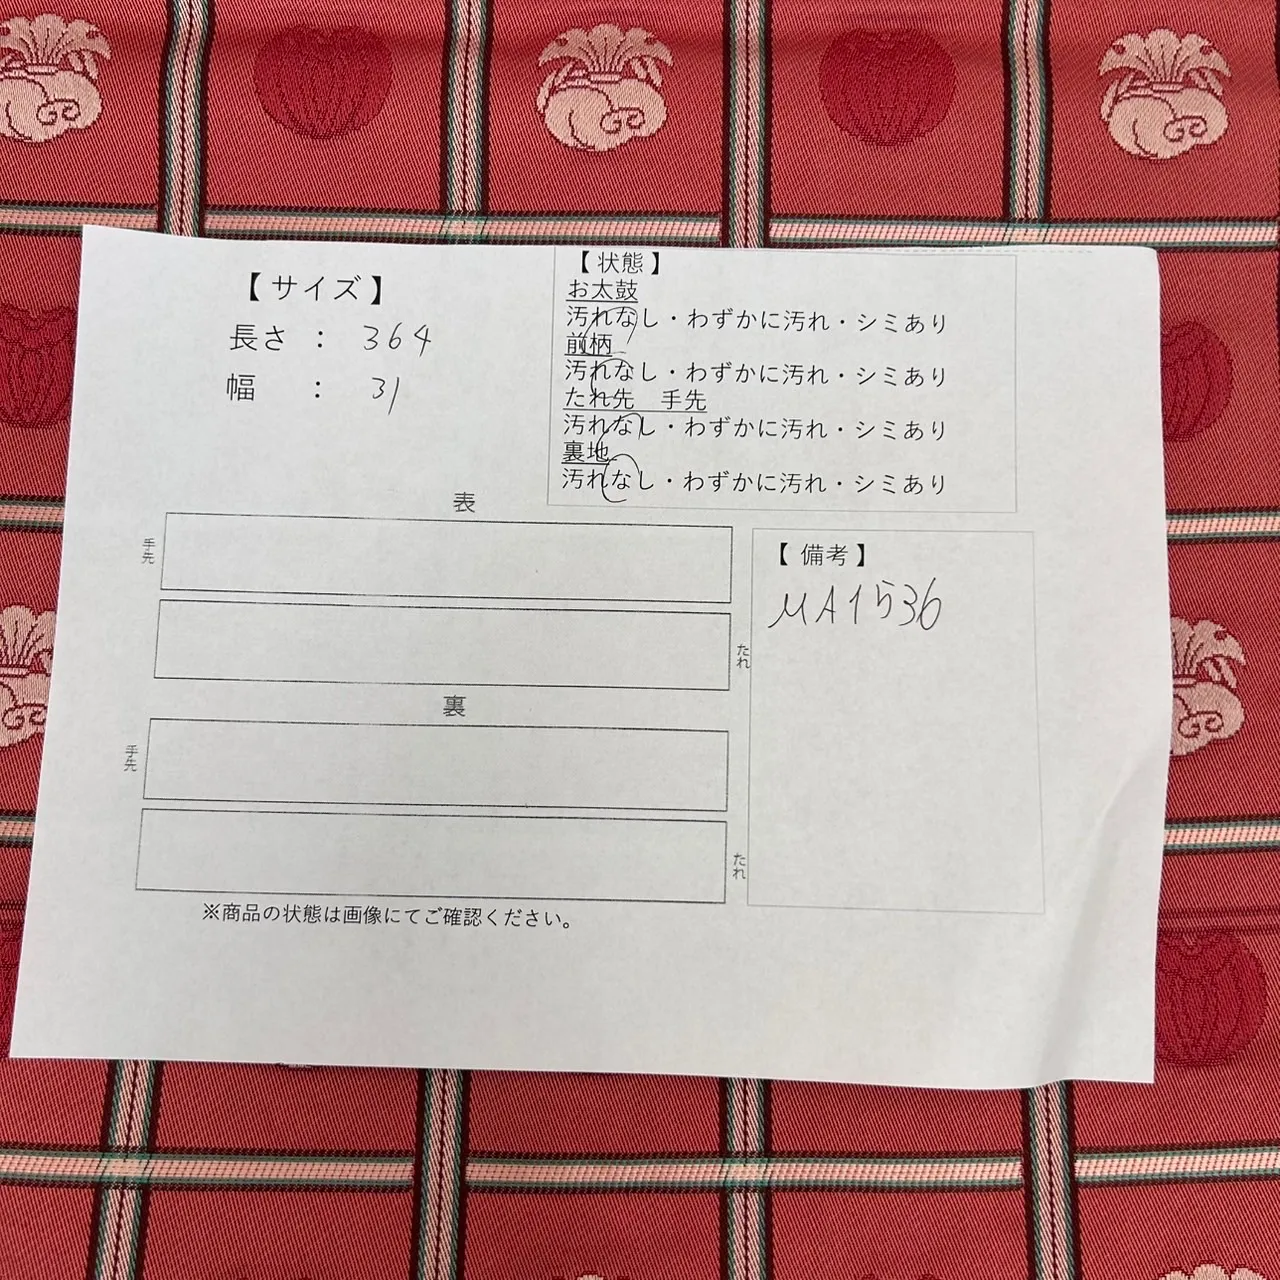 【サイズ】
長さ ： 364
幅 ： 31
【状態】
お太鼓
汚れなし・わずかに汚れ・シミあり
前柄
汚れなし・わずかに汚れ・シミあり
たれ先 手先
汚れなし・わずかに汚れ・シミあり
裏地
汚れなし・わずかに汚れ・シミあり
表
手先
たれ
裏
手先
たれ
※商品の状態は画像にてご確認ください。
【備考】
MA1536